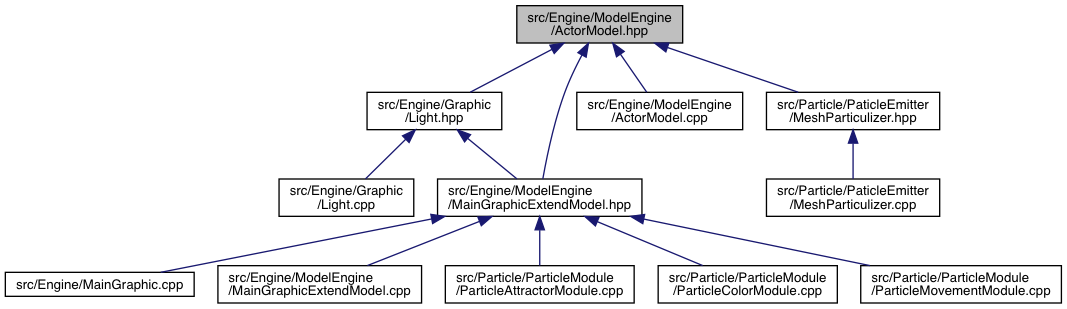 src/Engine/ModelEngine
/ActorModel.hpp
src/Engine/Graphic
/Light.hpp
src/Engine/ModelEngine
/ActorModel.cpp
src/Particle/PaticleEmitter
/MeshParticulizer.hpp
src/Engine/Graphic
/Light.cpp
src/Engine/ModelEngine
/MainGraphicExtendModel.hpp
src/Particle/PaticleEmitter
/MeshParticulizer.cpp
src/Engine/MainGraphic.cpp
src/Engine/ModelEngine
/MainGraphicExtendModel.cpp
src/Particle/ParticleModule
/ParticleAttractorModule.cpp
src/Particle/ParticleModule
/ParticleColorModule.cpp
src/Particle/ParticleModule
/ParticleMovementModule.cpp